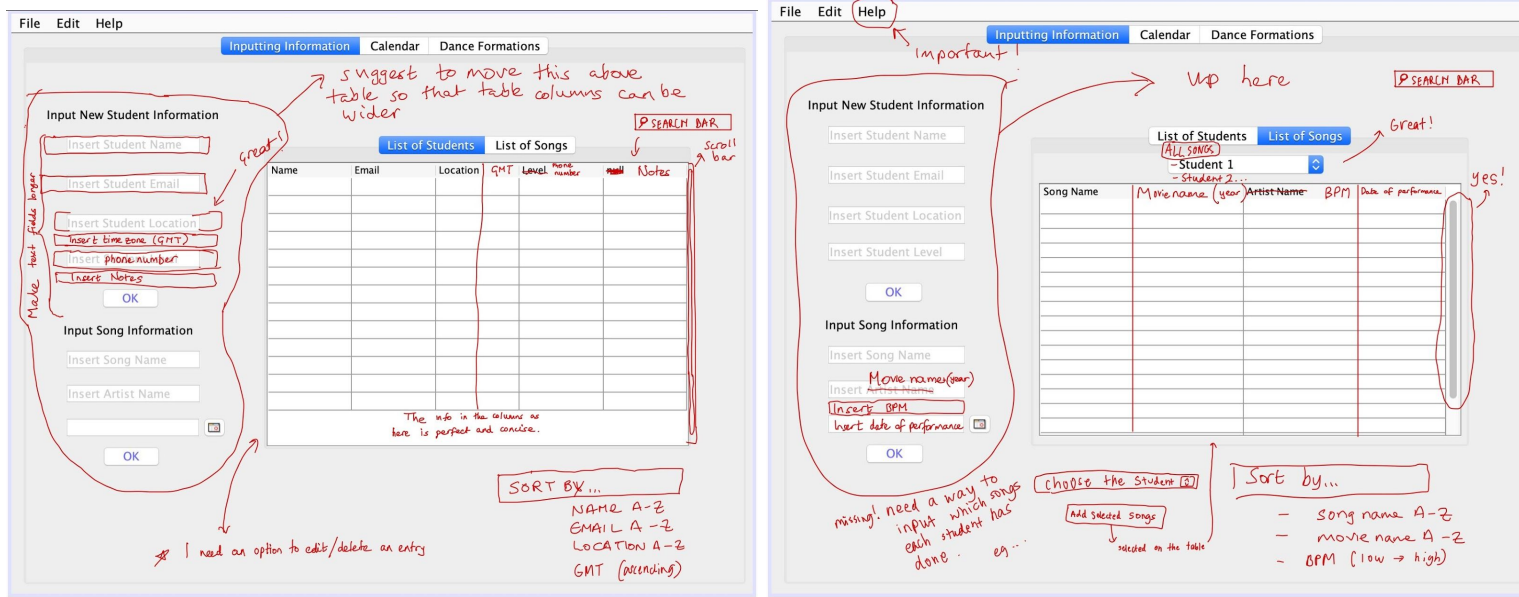 File Edit Help
Inputting Information Calendar Dance Formations
suggest to move this above
table so that table columns can be
wider
Input New Student Information
Insert Student Name
great!
SEARCH BAR
List of Students List of Songs
scroll
bar
Name Email Location GMT Level Phone number Notes
Insert Student Email
Insert Student Location
Insert time zone (GMT)
Insert phone number
Insert Notes
Make text fields longer
OK
Input Song Information
Insert Song Name
Insert Artist Name
The info in the columns as
here is perfect and concise.
OK
SORT BY...
NAME A-Z
EMAIL A-Z
LOCATION A-Z
GMT (ascending)
I need an option to edit/delete an entry
File Edit Help
important!
Inputting Information Calendar Dance Formations
up here
SEARCH BAR
Input New Student Information
Insert Student Name
Great!
List of Students List of Songs
ALL SONGS
- Student 1
- Student 2...
yes!
Song Name Movie name (year) Artist Name BPM Date of performance
Insert Student Email
Insert Student Location
Insert Student Level
OK
Input Song Information
Insert Song Name
Movie name(year)
Insert Artist Name
Insert BPM
Insert date of performance
OK
missing! need a way to
input which songs
each student has
done. eg...
Choose the Student
Add selected songs
selected on the table
Sort by...
- song name A-Z
- movie name A-Z
- BPM (low → high)